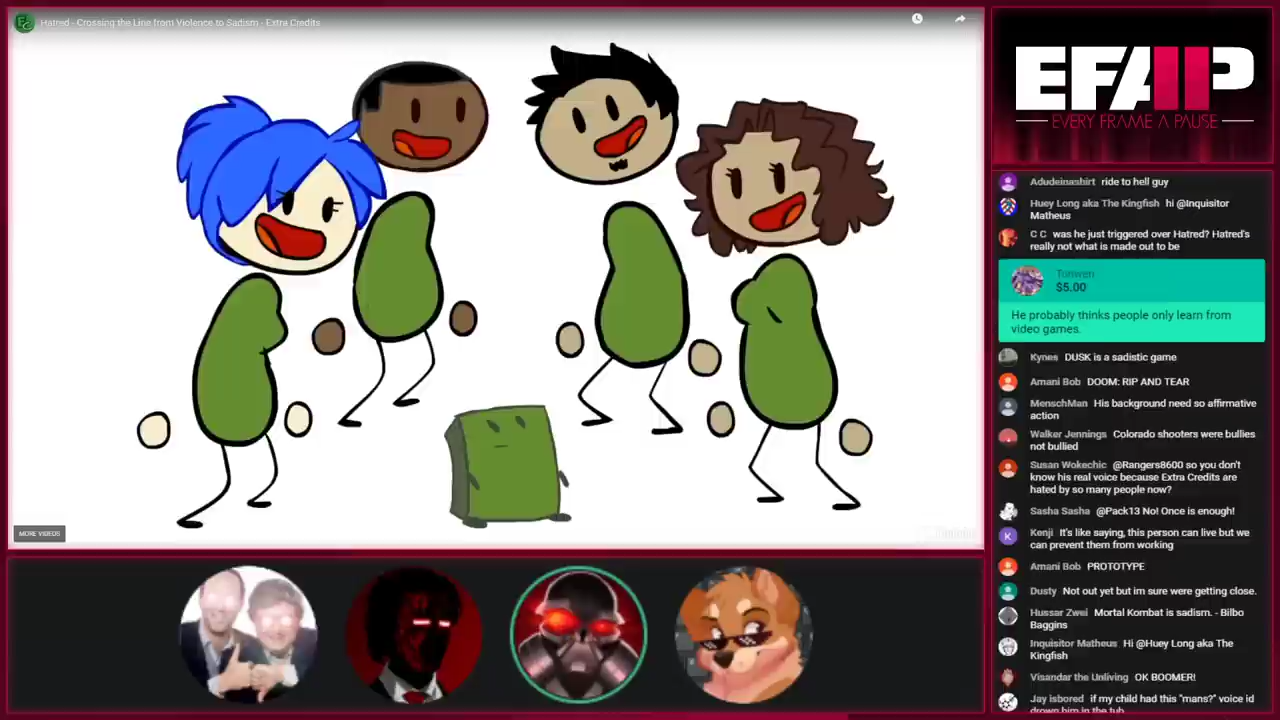 Hatred - Crossing the Line from Violence to Sadism - Extra Credits
MORE VIDEOS
EFAP
EVERY FRAME A PAUSE
Adudeinashirt ride to hell guy
Huey Long aka The Kingfish hi @Inquisitor
Matheus
C C was he just triggered over Hatred? Hatred's
really not what is made out to be
$5.00
He probably thinks people only learn from
video games.
Kynes DUSK is a sadistic game
Amani Bob DOOM: RIP AND TEAR
MenschMan His background need so affirmative
action
Walker Jennings Colorado shooters were bullies
not bullied
Susan Wokechic @Rangers8600 so you don't
know his real voice because Extra Credits are
hated by so many people now?
Sasha Sasha @Pack13 No! Once is enough!
K
Kenji It's like saying, this person can live but we
can prevent them from working
Amani Bob PROTOTYPE
Dusty Not out yet but im sure were getting close.
Hussar Zwei Mortal Kombat is sadism. - Bilbo
Baggins
Inquisitor Matheus Hi @Huey Long aka The
Kingfish
Visandar the Unliving OK BOOMER!
Jay isbored if my child had this "mans?" voice id
drown him in the tub